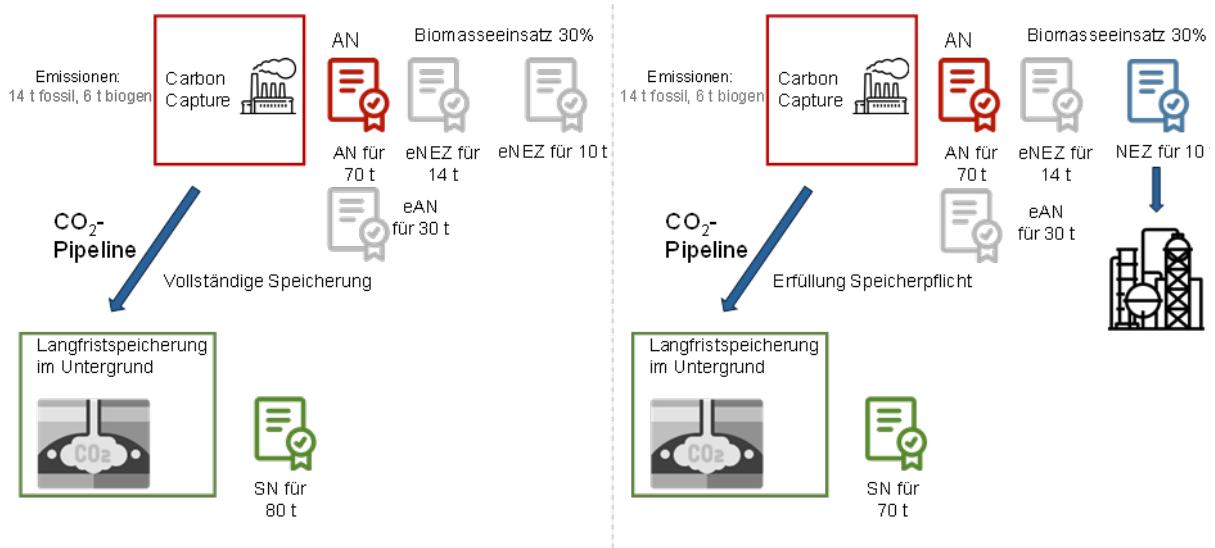 AN
Biomasseeinsatz 30%
Emissionen:
14 t fossil, 6 t biogen
Carbon
Capture
AN für
70 t
eNEZ für
14 t
eNEZ für 10 t
eAN
für 30 t
CO₂-
Pipeline
Vollständige Speicherung
Langfristspeicherung
im Untergrund
CO₂
SN für
80 t
AN
Biomasseeinsatz 30%
Emissionen:
14 t fossil, 6 t biogen
Carbon
Capture
AN für
70 t
eNEZ für
14 t
NEZ für 10 t
eAN
für 30 t
CO₂-
Pipeline
Erfüllung Speicherpflicht
Langfristspeicherung
im Untergrund
CO₂
SN für
70 t